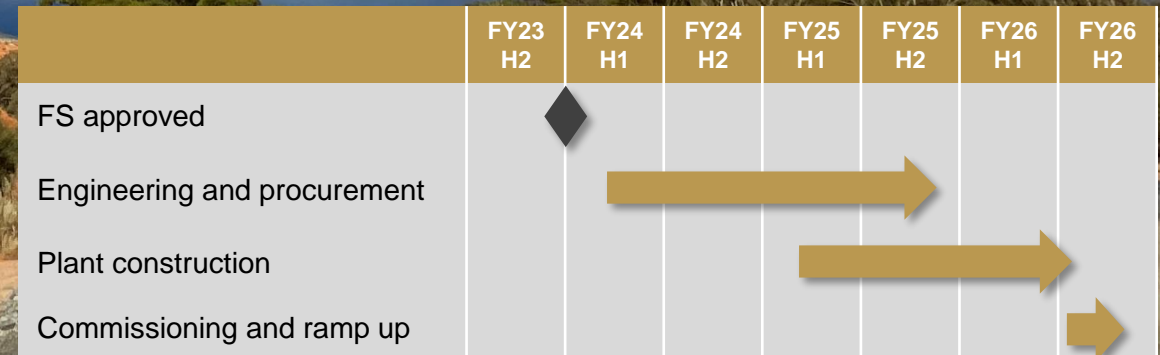 FY23 FY24 FY24 FY25 FY25 FY26 FY26
H2 H1 H2 H1 H2 H1 H2
FS approved
Engineering and procurement
Plant construction
Commissioning and ramp up